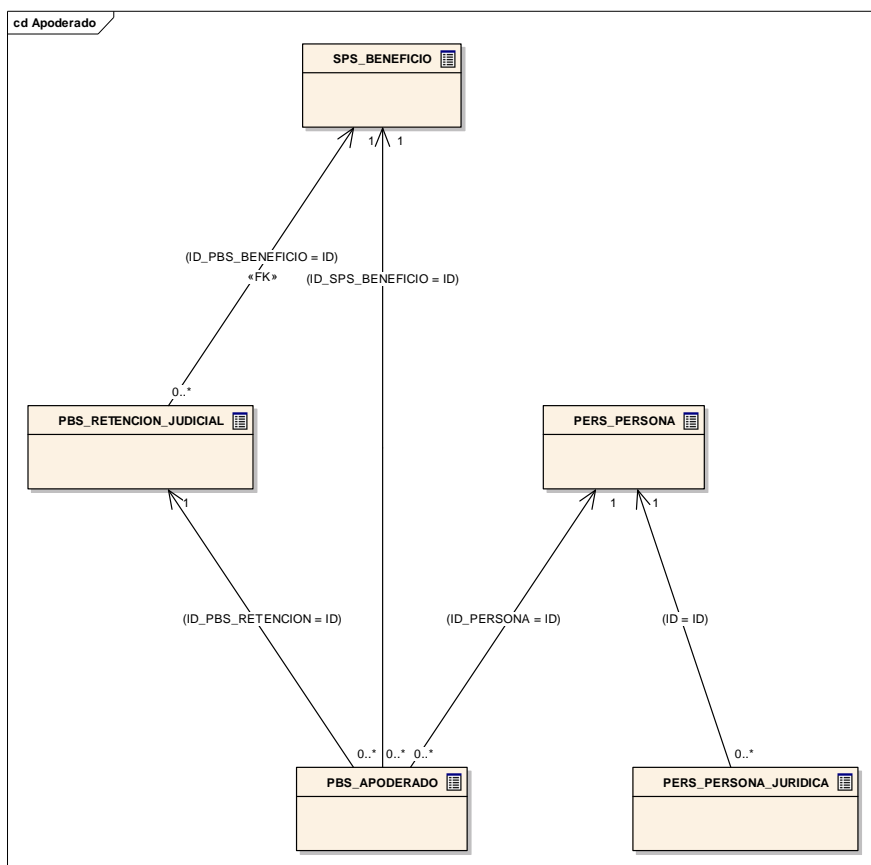 cd Apoderado
SPS_BENEFICIO
1 1
(ID_PBS_BENEFICIO = ID)
«FK»
(ID_SPS_BENEFICIO = ID)
0..*
PBS_RETENCION_JUDICIAL
PERS_PERSONA
1
1
1
(ID_PBS_RETENCION = ID)
(ID_PERSONA = ID)
(ID = ID)
0..*
0..*
0..*
0..*
PBS_APODERADO
PERS_PERSONA_JURIDICA